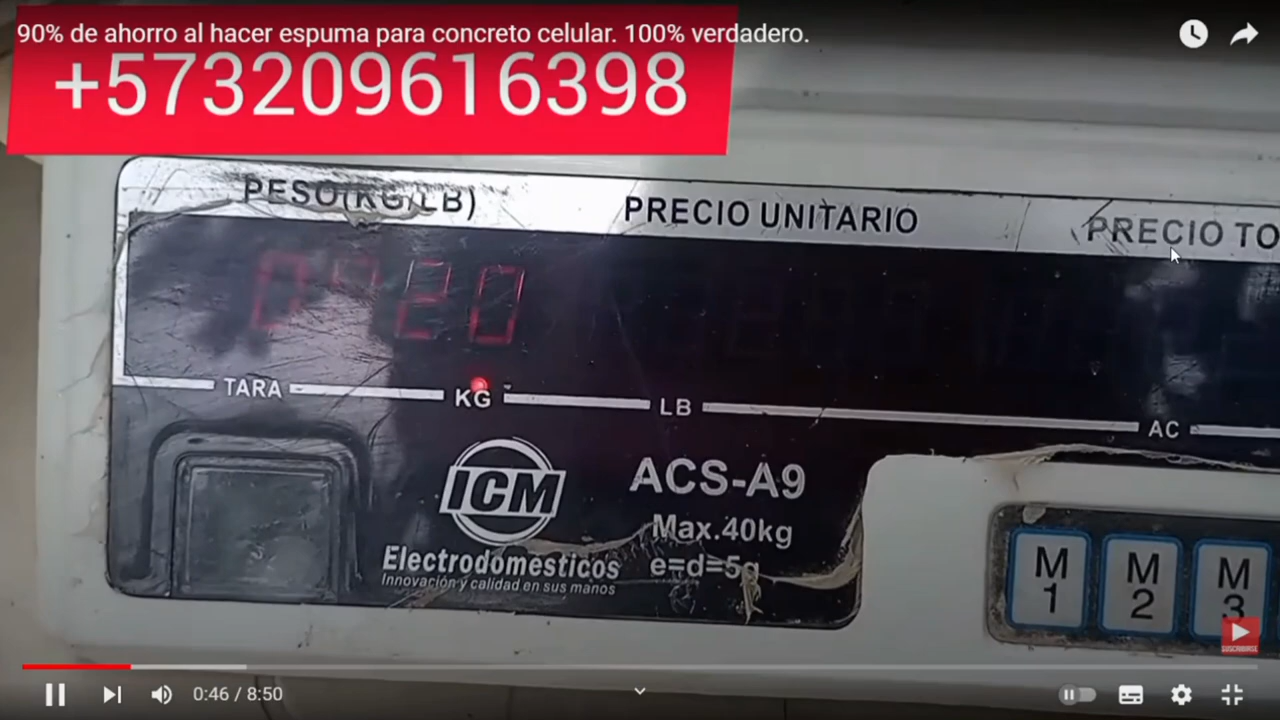 90% de ahorro al hacer espuma para concreto celular. 100% verdadero.
+573209616398
PESO(KG/LB)
PRECIO UNITARIO
PRECIO TO
TARA
KG
LB
AC
ICM
ACS-A9
Max.40kg
Electrodomésticos
e=d=5g
Innovación y calidad en sus manos
M
1
M
2
M
3
SUSCRIBIRSE
0:46 / 8:50